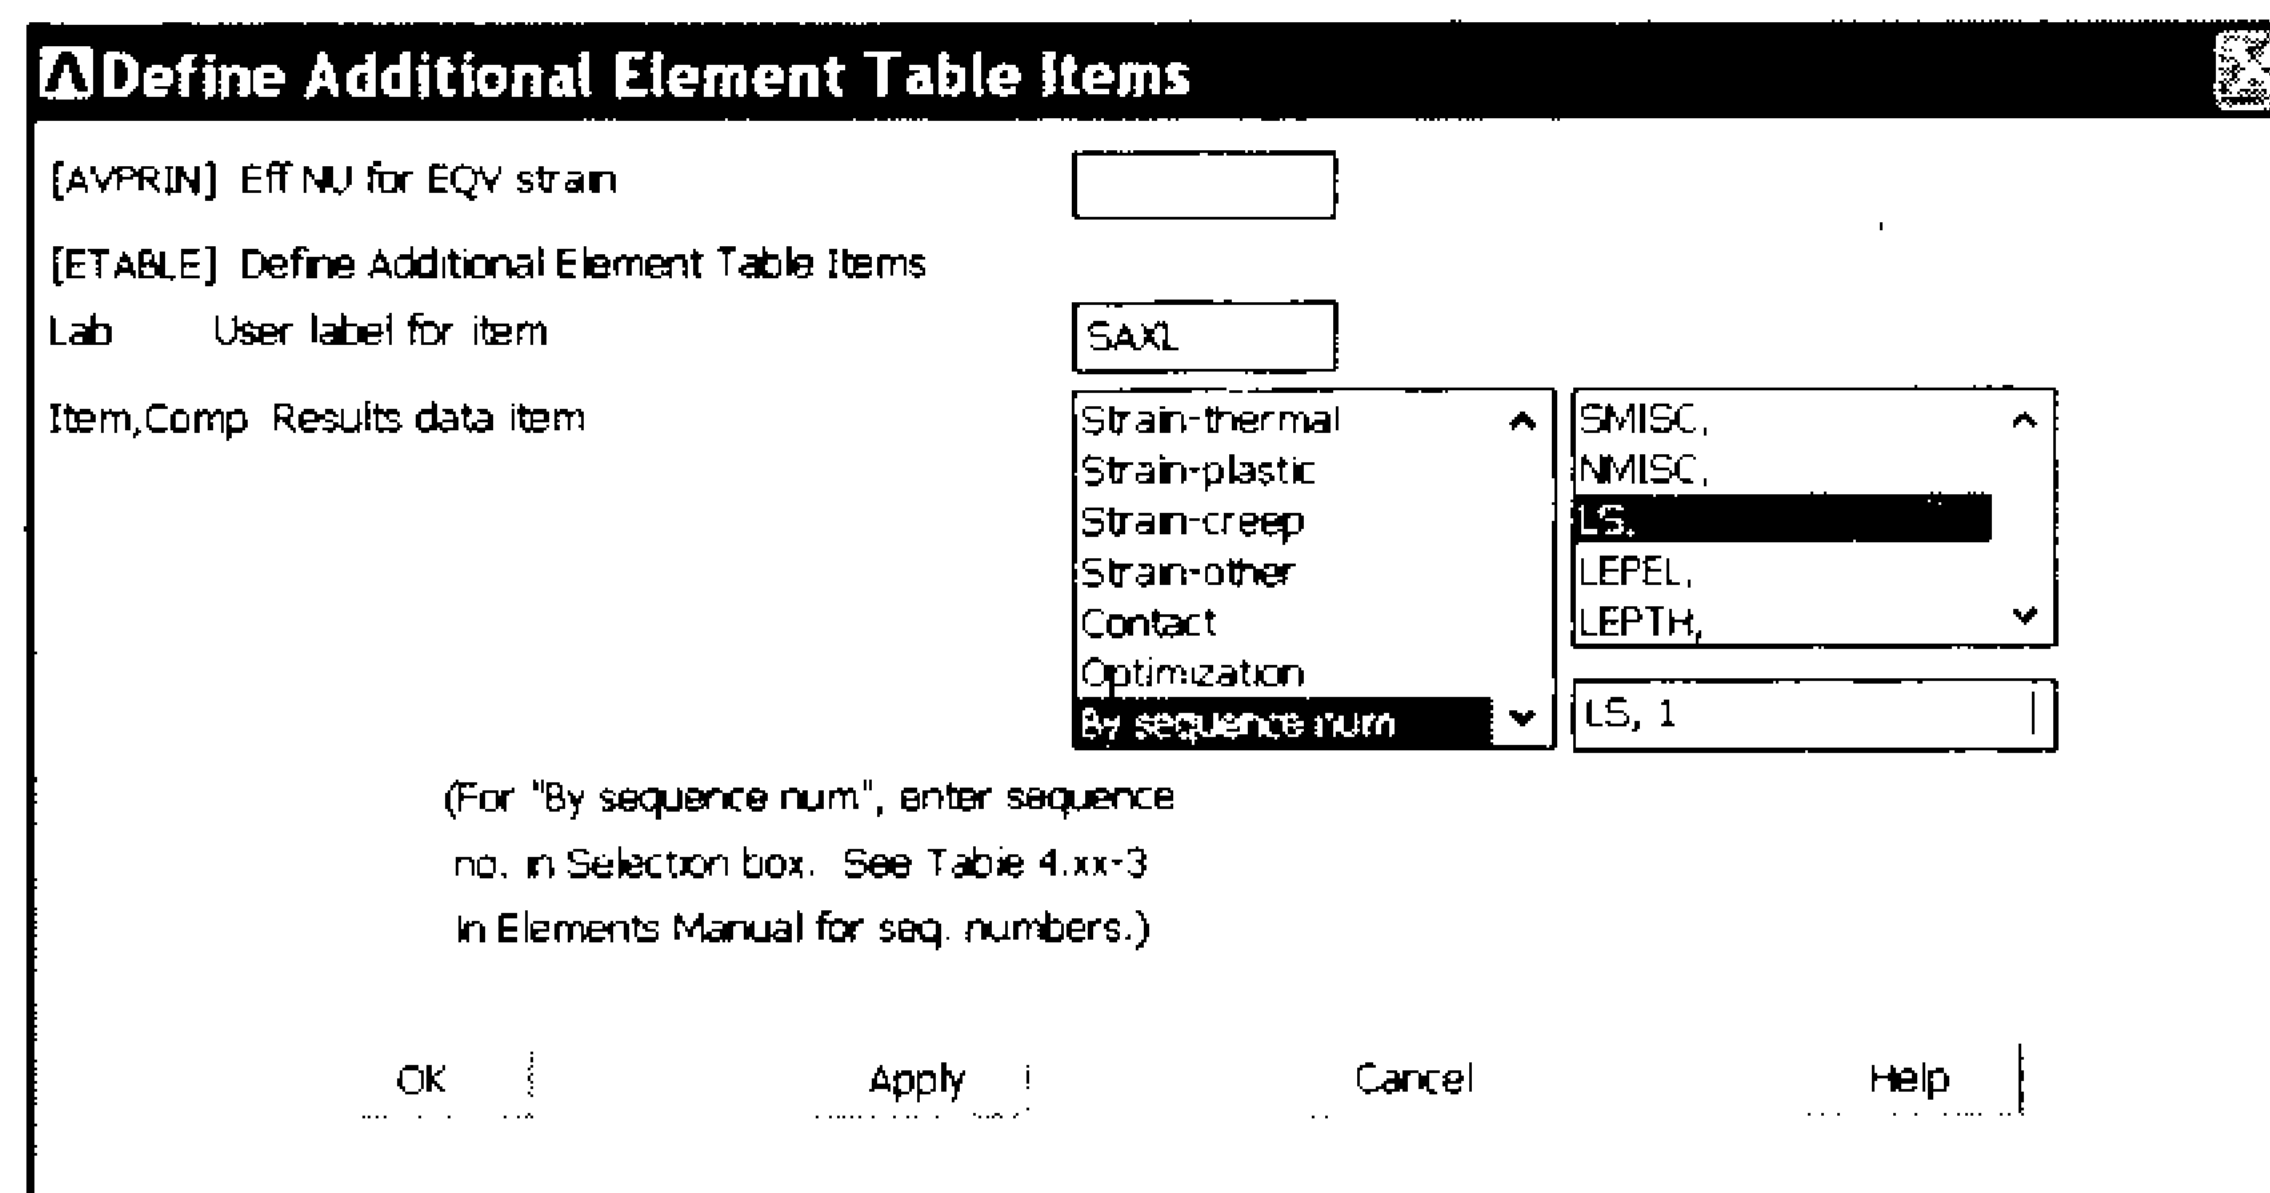 Define Additional Element Table Items
[AVPRIN] Eff NU for EQV strain
[ETABLE] Define Additional Element Table Items
Lab User label for item SAXL
Item,Comp Results data item
Strain-thermal
Strain-plastic
Strain-creep
Strain-other
Contact
Optimization
By sequence num
SMISC,
NMISC,
LS,
LEPEL,
LEPTH,
LS, 1
(For "By sequence num", enter sequence
no. in Selection box. See Table 4.xx-3
in Elements Manual for seq. numbers.)
OK Apply Cancel Help